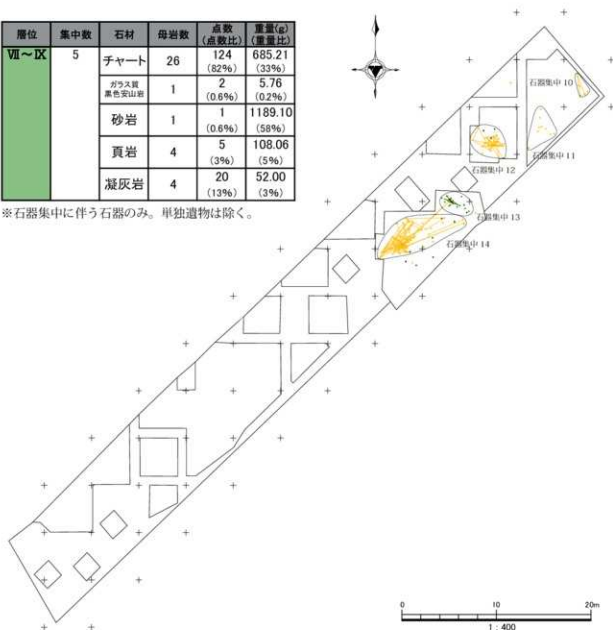 層位 集中数 石材 母岩数 点数 重量(g)
(点数比) (重量比)
Ⅶ～Ⅸ 5 チャート 26 124 685.21
(82%) (33%)
ガラス質 1 2 5.76
黒色安山岩 (0.6%) (0.2%)
砂岩 1 1 1189.10
(0.6%) (58%)
頁岩 4 5 108.06
(3%) (5%)
凝灰岩 4 20 52.00
(13%) (3%)
※石器集中に伴う石器のみ。単独遺物は除く。
石器集中 10
石器集中 11
石器集中 12
石器集中 13
石器集中 14
0 10 20m
1：400